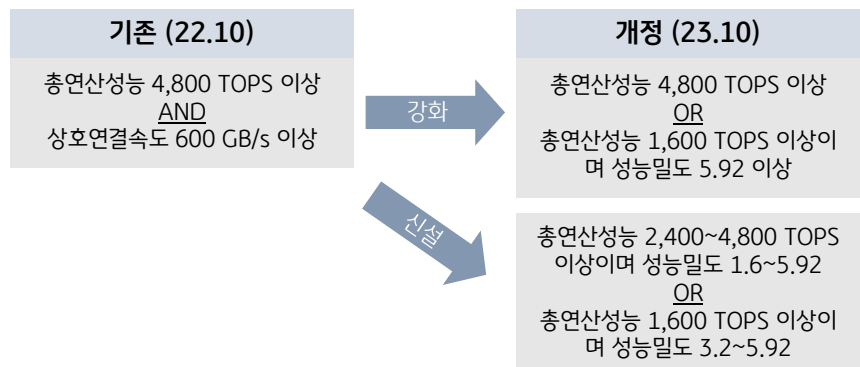 기존 (22.10)
총연산성능 4,800 TOPS 이상
AND
상호연결속도 600 GB/s 이상
강화
신설
개정 (23.10)
총연산성능 4,800 TOPS 이상
OR
총연산성능 1,600 TOPS 이상이
며 성능밀도 5.92 이상
총연산성능 2,400~4,800 TOPS
이상이며 성능밀도 1.6~5.92
OR
총연산성능 1,600 TOPS 이상이
며 성능밀도 3.2~5.92